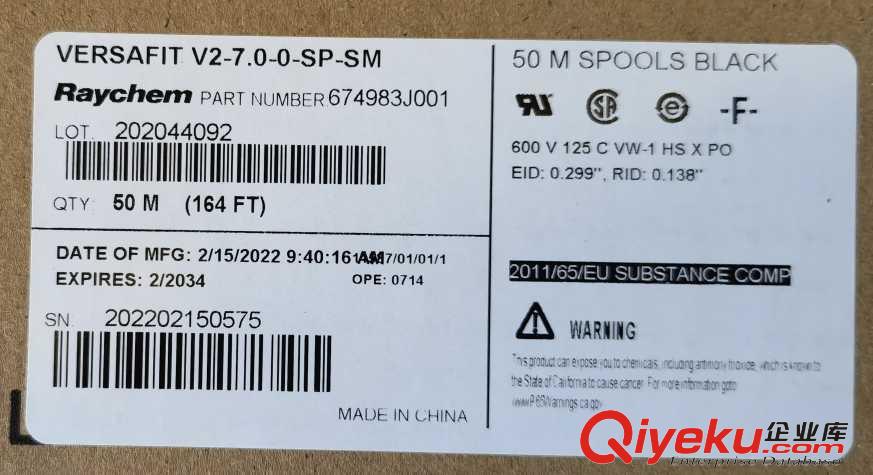 VERSAFIT V2-7.0-0-SP-SM
Raychem PART NUMBER 674983J001
LOT. 202044092
QTY: 50 M (164 FT)
DATE OF MFG: 2/15/2022 9:40:16
EXPIRES: 2/2034
OPE: 0714
SN: 202202150575
MADE IN CHINA
50 M SPOOLS BLACK
-F-
600 V 125 C VW-1 HS X PO
EID: 0.299", RID: 0.138"
2011/65/EU SUBSTANCE COMP
WARNING
This product can expose you to chemicals, including antimony trioxide, which is known to
the State of California to cause cancer. For more information goto
www.P65Warnings.ca.gov
Qiyeku.com 企业库
Enterprise Database